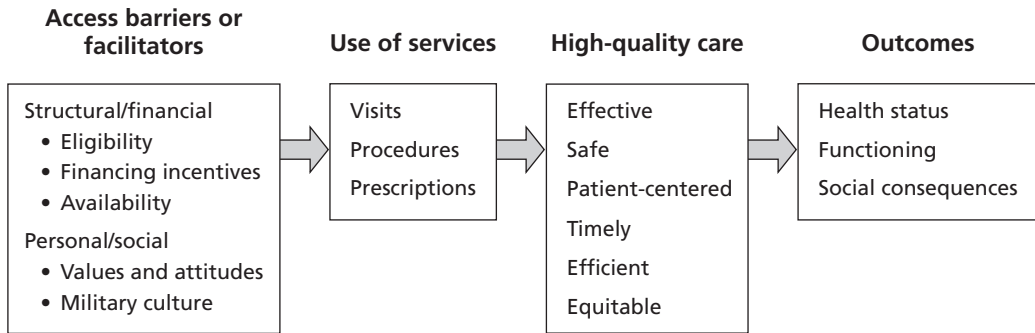 Access barriers or
facilitators
Structural/financial
• Eligibility
• Financing incentives
• Availability
Personal/social
• Values and attitudes
• Military culture
Use of services
Visits
Procedures
Prescriptions
High-quality care
Effective
Safe
Patient-centered
Timely
Efficient
Equitable
Outcomes
Health status
Functioning
Social consequences